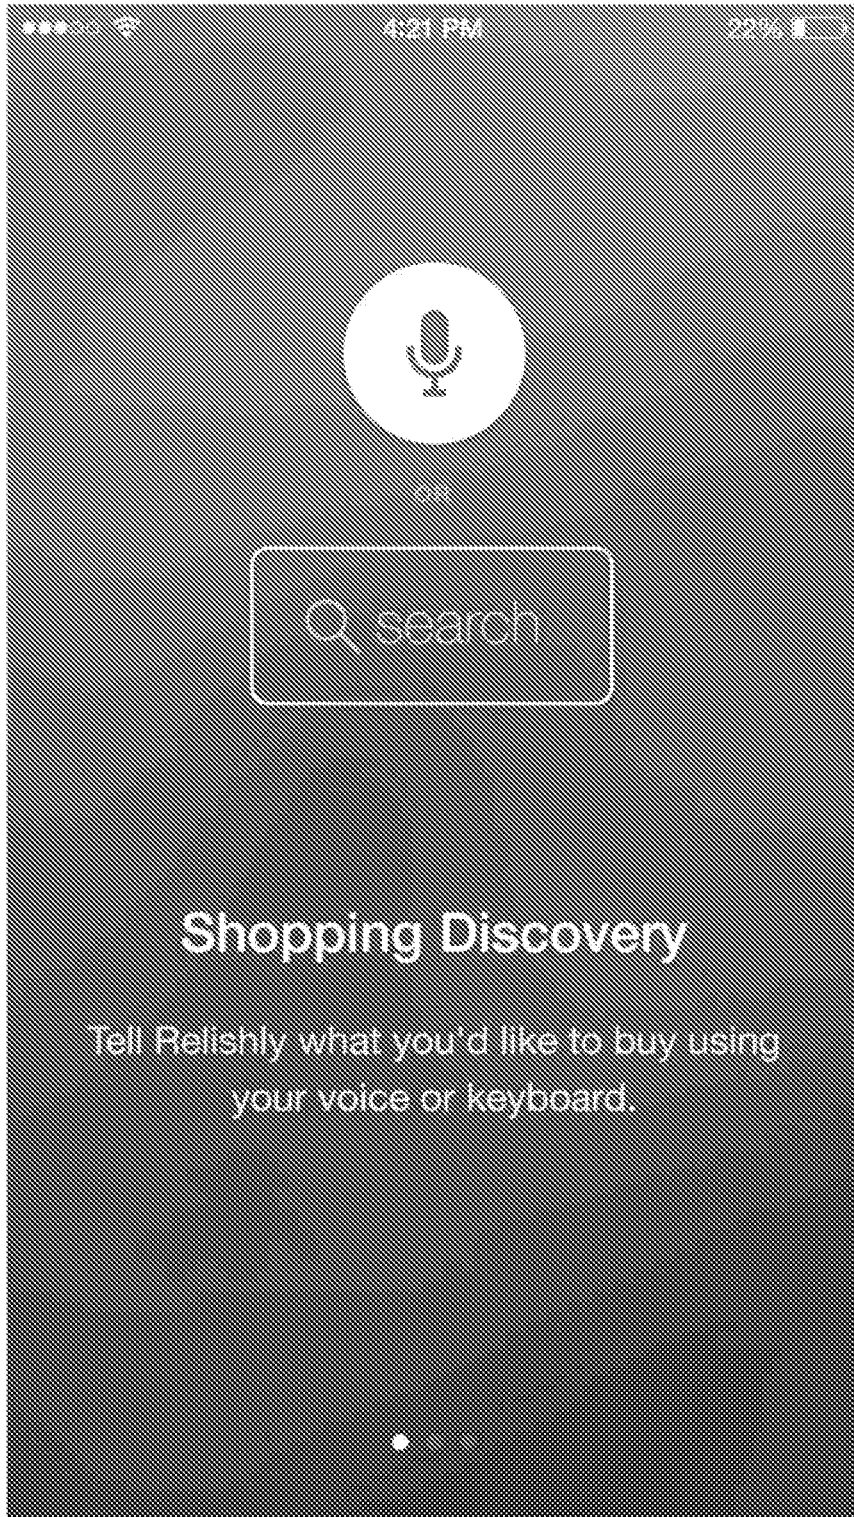 4:21 PM
22%
OR
search
Shopping Discovery
Tell Relishly what you'd like to buy using
your voice or keyboard.